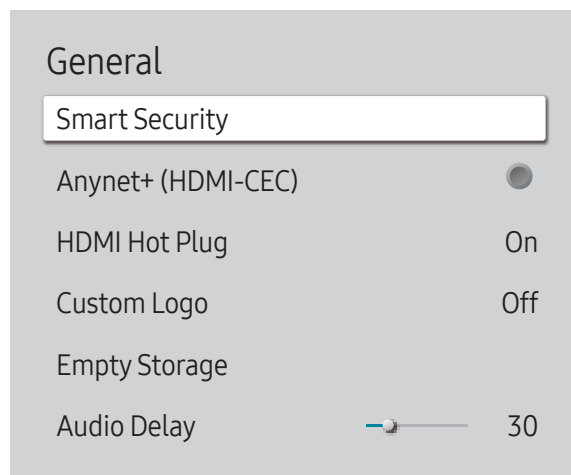 General
Smart Security
Anynet+ (HDMI-CEC)
HDMI Hot Plug On
Custom Logo Off
Empty Storage
Audio Delay 30